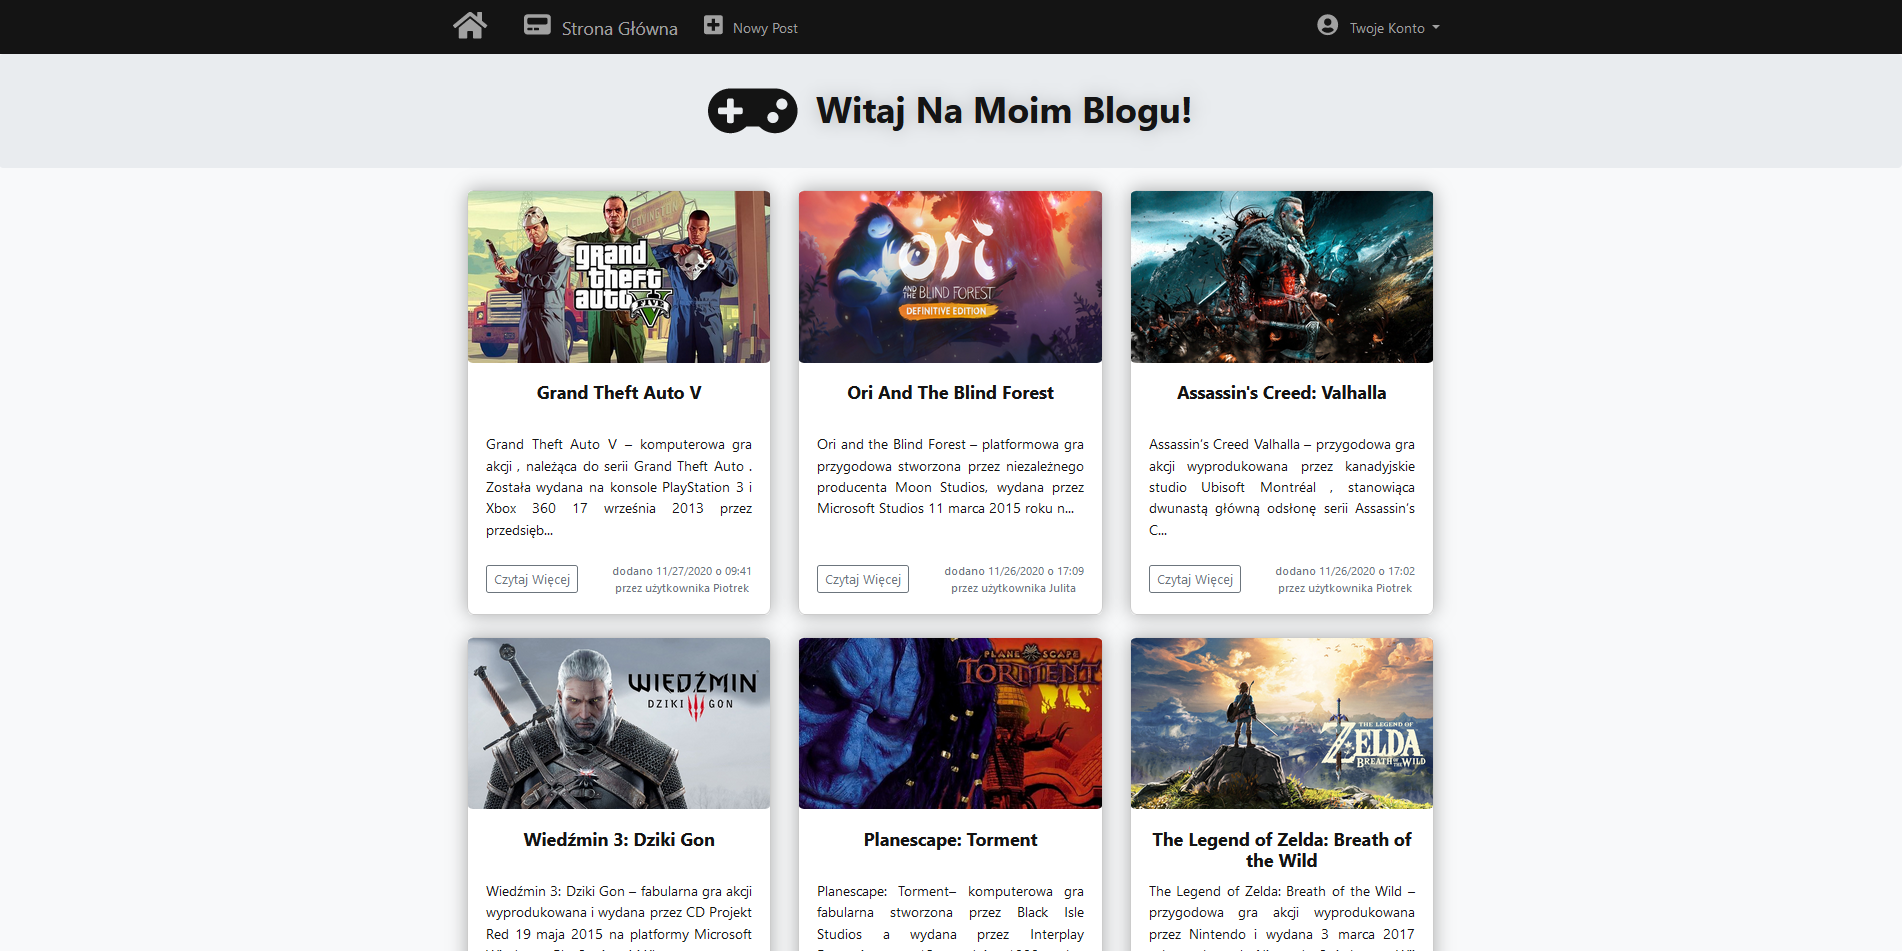 Strona Główna
Nowy Post
Twoje Konto
Witaj Na Moim Blogu!
COVINGTON
grand
theft
auto
FIVE
ori
AND THE BLIND FOREST
DEFINITIVE EDITION
Grand Theft Auto V
Grand Theft Auto V – komputerowa gra
akcji , należąca do serii Grand Theft Auto .
Została wydana na konsole PlayStation 3 i
Xbox 360 17 września 2013 przez
przedsięb...
Czytaj Więcej
dodano 11/27/2020 o 09:41
przez użytkownika Piotrek
Ori And The Blind Forest
Ori and the Blind Forest – platformowa gra
przygodowa stworzona przez niezależnego
producenta Moon Studios, wydana przez
Microsoft Studios 11 marca 2015 roku n...
Czytaj Więcej
dodano 11/26/2020 o 17:09
przez użytkownika Julita
Assassin's Creed: Valhalla
Assassin's Creed Valhalla – przygodowa gra
akcji wyprodukowana przez kanadyjskie
studio Ubisoft Montréal , stanowiąca
dwunastą główną odsłonę serii Assassin's
C...
Czytaj Więcej
dodano 11/26/2020 o 17:02
przez użytkownika Piotrek
WIEDŹMIN
DZIKI GON
PLANESCAPE
TORMENT
THE LEGEND OF
ZELDA
BREATH OF THE WILD
Wiedźmin 3: Dziki Gon
Wiedźmin 3: Dziki Gon – fabularna gra akcji
wyprodukowana i wydana przez CD Projekt
Red 19 maja 2015 na platformy Microsoft
Planescape: Torment
Planescape: Torment– komputerowa gra
fabularna stworzona przez Black Isle
Studios a wydana przez Interplay
The Legend of Zelda: Breath of
the Wild
The Legend of Zelda: Breath of the Wild –
przygodowa gra akcji wyprodukowana
przez Nintendo i wydana 3 marca 2017